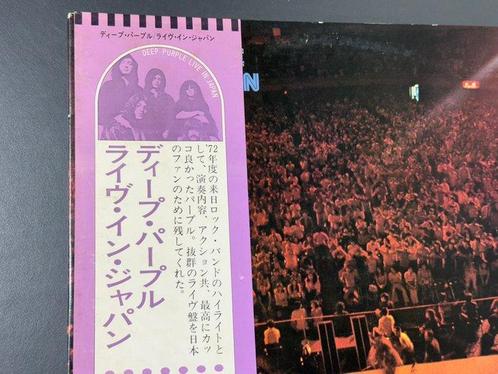 ディープ・パープル/ライヴ・イン・ジャパン
DEEP PURPLE LIVE IN JAPAN
'72年度の来日ロック・バンドのハイライトと
して、演奏内容、アクション共、最高にカッ
コ良かったパープル。抜群のライヴ盤を日本
のファンのために残してくれた。
ディープ・パープル
ライヴ・イン・ジャパン